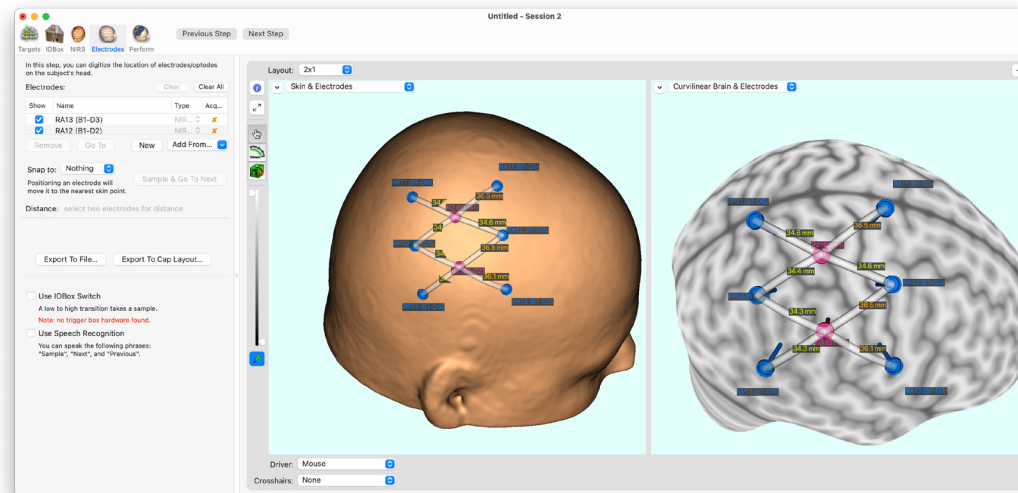 Untitled - Session 2
Targets IOBox NIRS Electrodes Perform
Previous Step Next Step
In this step, you can digitize the location of electrodes/optodes
on the subject's head.
Electrodes: Clear Clear All
Show Name Type Acq...
RA13 (B1-D3) NIR... x
RA12 (B1-D2) NIR... x
Remove Go To New Add From...
Snap to: Nothing
Sample & Go To Next
Positioning an electrode will
move it to the nearest skin point.
Distance: select two electrodes for distance
Export To File... Export To Cap Layout...
Use IOBox Switch
A low to high transition takes a sample.
Note: no trigger box hardware found.
Use Speech Recognition
You can speak the following phrases:
"Sample", "Next", and "Previous".
Layout: 2x1
Skin & Electrodes
36.5 mm
34.6 mm
36.5 mm
36.1 mm
Curvilinear Brain & Electrodes
36.5 mm
34.6 mm
34.6 mm
34.4 mm
36.5 mm
34.3 mm
34.3 mm
36.1 mm
Driver: Mouse
Crosshairs: None